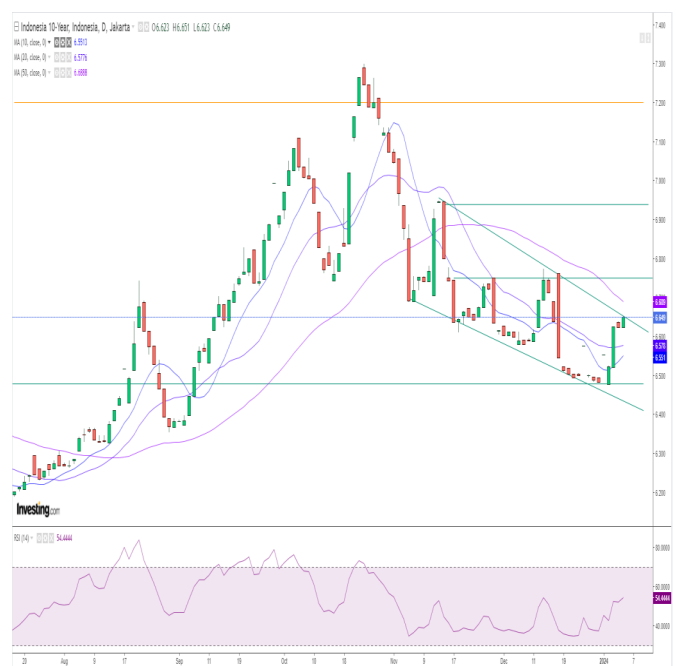 Indonesia 10-Year, Indonesia, D, Jakarta O6.623 H6.651 L6.623 C6.649
MA (10, close, 0) 6.5513
MA (20, close, 0) 6.5776
MA (50, close, 0) 6.6888
7.400
7.300
7.200
7.100
7.000
6.900
6.800
6.689
6.649
6.600
6.570
6.551
6.500
6.400
6.300
6.200
Investing.com
RSI (14) 54.4444
80.0000
60.0000
54.4444
40.0000
20 Aug 9 17 Sep 11 19 Oct 10 18 Nov 9 17 Dec 11 19 2024 7